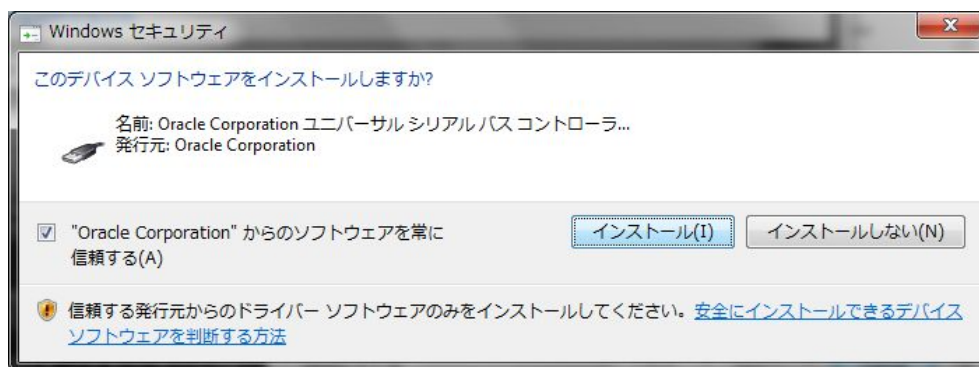 Windows セキュリティ
このデバイス ソフトウェアをインストールしますか?
名前: Oracle Corporation ユニバーサル シリアル バス コントローラ...
発行元: Oracle Corporation
"Oracle Corporation" からのソフトウェアを常に
信頼する(A)
インストール(I)
インストールしない(N)
信頼する発行元からのドライバー ソフトウェアのみをインストールしてください。安全にインストールできるデバイス
ソフトウェアを判断する方法